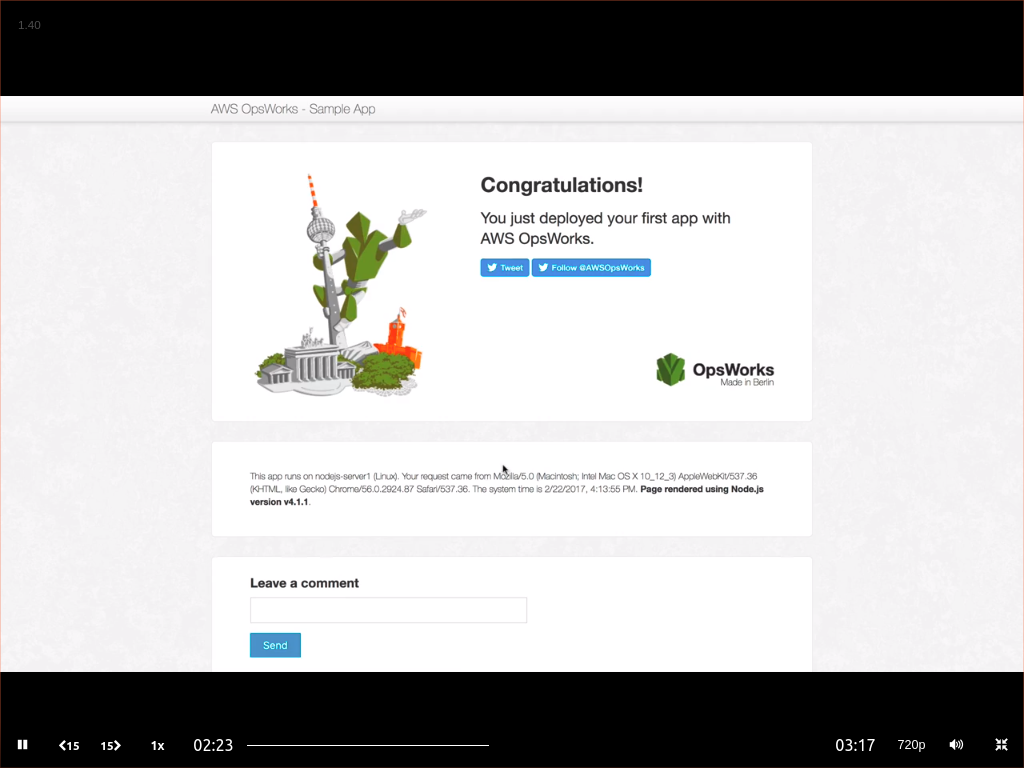 1.40
AWS OpsWorks - Sample App
Congratulations!
You just deployed your first app with
AWS OpsWorks.
Tweet
Follow @AWSOpsWorks
OpsWorks
Made in Berlin
This app runs on nodejs-server1 (Linux). Your request came from Mozilla/5.0 (Macintosh; Intel Mac OS X 10_12_3) AppleWebKit/537.36
(KHTML, like Gecko) Chrome/56.0.2924.87 Safari/537.36. The system time is 2/22/2017, 4:13:55 PM. Page rendered using Node.js
version v4.1.1.
Leave a comment
Send
15
15
1x
02:23
03:17
720p